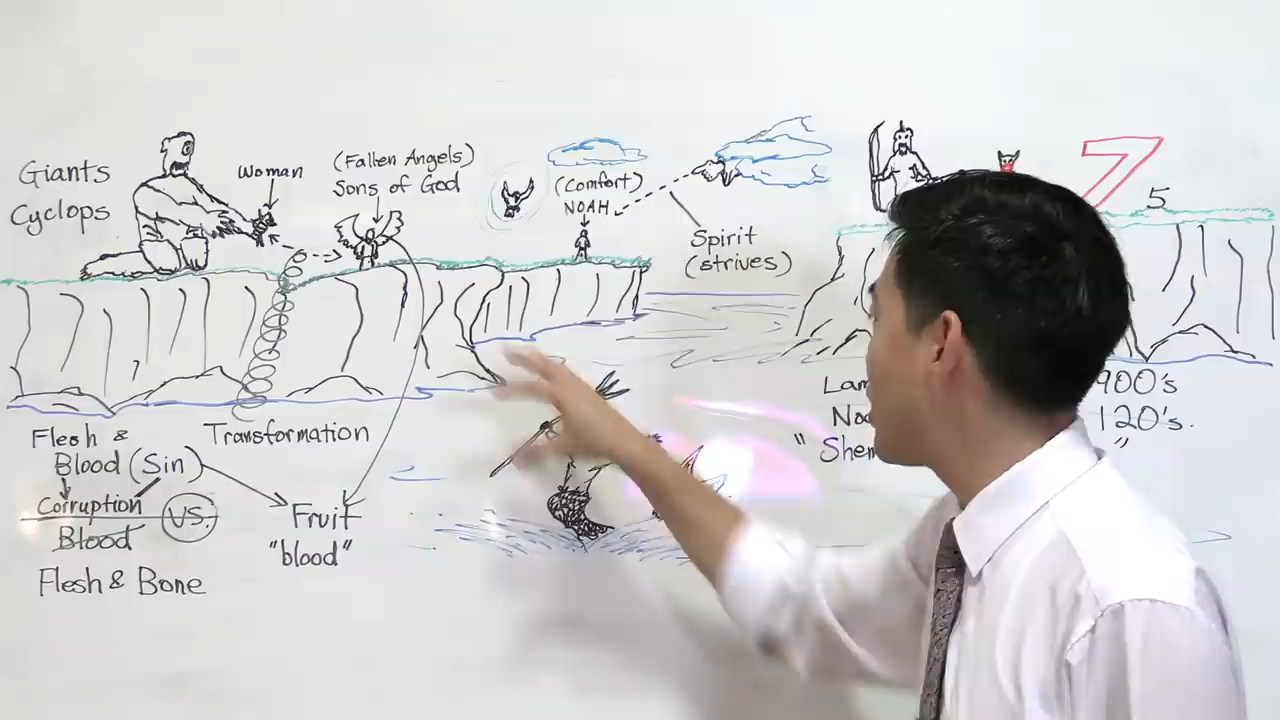 Giants
Cyclops
Woman
(Fallen Angels)
Sons of God
(Comfort)
NOAH
Spirit
(strives)
7
5
Flesh &
Blood (Sin)
Corruption
Blood
VS.
Flesh & Bone
Transformation
Fruit
"blood"
900's
120's.
"